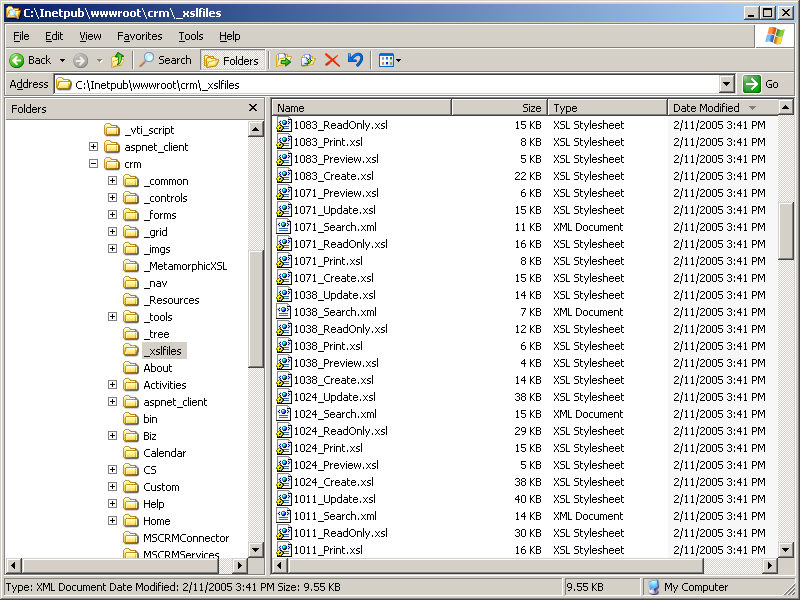 C:\Inetpub\wwwroot\crm\_xslfiles
File Edit View Favorites Tools Help
Back Search Folders
Address C:\Inetpub\wwwroot\crm\_xslfiles Go
Folders
_vti_script
aspnet_client
crm
_common
_controls
_forms
_grid
_imgs
_MetamorphicXSL
_nav
_Resources
_tools
_tree
_xslfiles
About
Activities
aspnet_client
bin
Biz
Calendar
CS
Custom
Help
Home
MSCRMConnector
MSCRMServices
Name Size Type Date Modified
1083_ReadOnly.xsl 15 KB XSL Stylesheet 2/11/2005 3:41 PM
1083_Print.xsl 8 KB XSL Stylesheet 2/11/2005 3:41 PM
1083_Preview.xsl 5 KB XSL Stylesheet 2/11/2005 3:41 PM
1083_Create.xsl 22 KB XSL Stylesheet 2/11/2005 3:41 PM
1071_Preview.xsl 6 KB XSL Stylesheet 2/11/2005 3:41 PM
1071_Update.xsl 15 KB XSL Stylesheet 2/11/2005 3:41 PM
1071_Search.xml 11 KB XML Document 2/11/2005 3:41 PM
1071_ReadOnly.xsl 16 KB XSL Stylesheet 2/11/2005 3:41 PM
1071_Print.xsl 8 KB XSL Stylesheet 2/11/2005 3:41 PM
1071_Create.xsl 15 KB XSL Stylesheet 2/11/2005 3:41 PM
1038_Update.xsl 14 KB XSL Stylesheet 2/11/2005 3:41 PM
1038_Search.xml 7 KB XML Document 2/11/2005 3:41 PM
1038_ReadOnly.xsl 12 KB XSL Stylesheet 2/11/2005 3:41 PM
1038_Print.xsl 6 KB XSL Stylesheet 2/11/2005 3:41 PM
1038_Preview.xsl 4 KB XSL Stylesheet 2/11/2005 3:41 PM
1038_Create.xsl 14 KB XSL Stylesheet 2/11/2005 3:41 PM
1024_Update.xsl 38 KB XSL Stylesheet 2/11/2005 3:41 PM
1024_Search.xml 15 KB XML Document 2/11/2005 3:41 PM
1024_ReadOnly.xsl 29 KB XSL Stylesheet 2/11/2005 3:41 PM
1024_Print.xsl 15 KB XSL Stylesheet 2/11/2005 3:41 PM
1024_Preview.xsl 5 KB XSL Stylesheet 2/11/2005 3:41 PM
1024_Create.xsl 38 KB XSL Stylesheet 2/11/2005 3:41 PM
1011_Update.xsl 40 KB XSL Stylesheet 2/11/2005 3:41 PM
1011_Search.xml 14 KB XML Document 2/11/2005 3:41 PM
1011_ReadOnly.xsl 30 KB XSL Stylesheet 2/11/2005 3:41 PM
1011_Print.xsl 16 KB XSL Stylesheet 2/11/2005 3:41 PM
Type: XML Document Date Modified: 2/11/2005 3:41 PM Size: 9.55 KB 9.55 KB My Computer